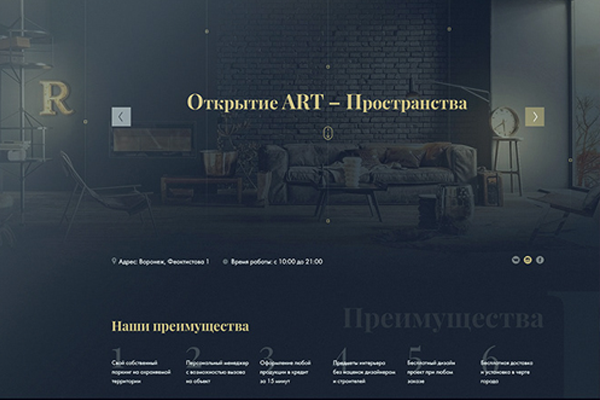 R
Открытие ART – Пространства
Адрес: Воронеж, Феоктистова 1
Время работы: с 10:00 до 21:00
Преимущества
Наши преимущества
1
Свой собственный
паркинг на охраняемой
территории
2
Персональный менеджер
с возможностью вызова
на объект
3
Оформление любой
продукции в кредит
за 15 минут
4
Предметы интерьера
без наценок дизайнеров
и строителей
5
Бесплатный дизайн
проект при любом
заказе
6
Бесплатная доставка
и установка в черте
города